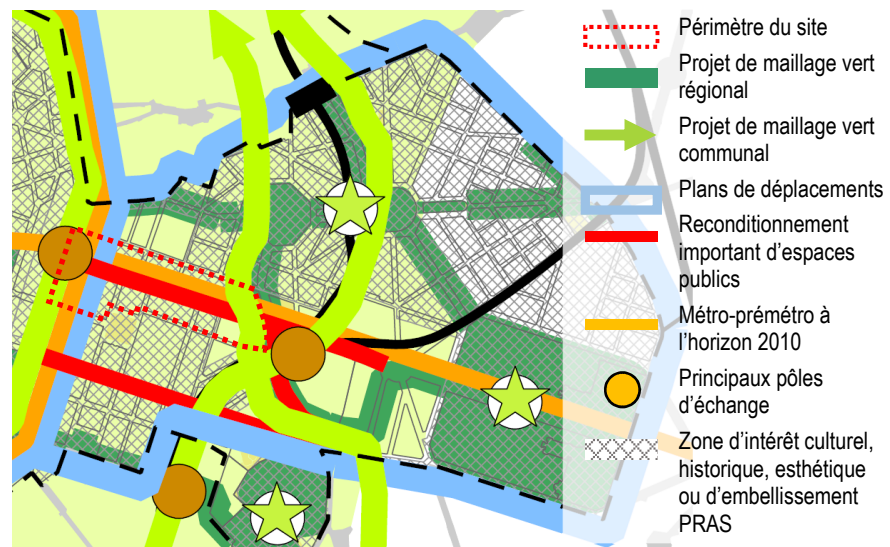 Périmètre du site
Projet de maillage vert
régional
Projet de maillage vert
communal
Plans de déplacements
Reconditionnement
important d'espaces
publics
Métro-prémétro à
l'horizon 2010
Principaux pôles
d'échange
Zone d'intérêt culturel,
historique, esthétique
ou d'embellissement
PRAS